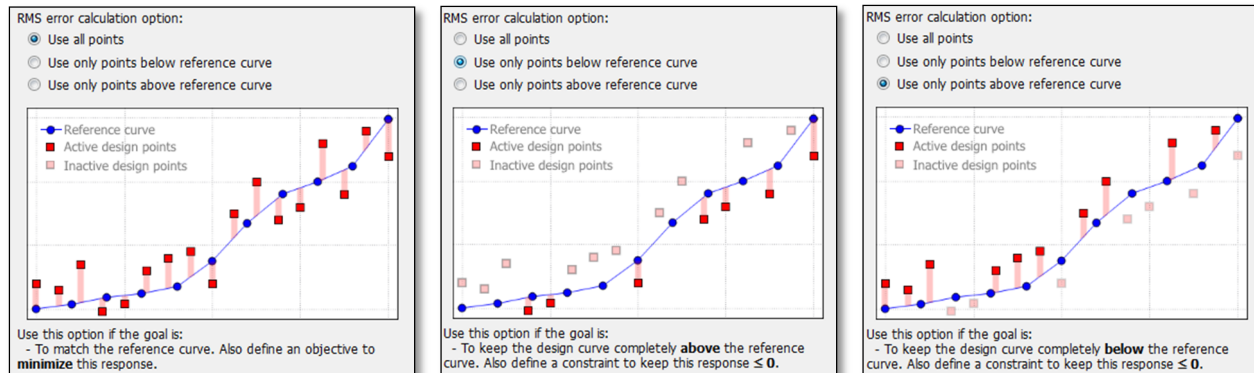 RMS error calculation option:
Use all points
Use only points below reference curve
Use only points above reference curve
Reference curve
Active design points
Inactive design points
Use this option if the goal is:
- To match the reference curve. Also define an objective to
minimize this response.
RMS error calculation option:
Use all points
Use only points below reference curve
Use only points above reference curve
Reference curve
Active design points
Inactive design points
Use this option if the goal is:
- To keep the design curve completely above the reference
curve. Also define a constraint to keep this response ≤ 0.
RMS error calculation option:
Use all points
Use only points below reference curve
Use only points above reference curve
Reference curve
Active design points
Inactive design points
Use this option if the goal is:
- To keep the design curve completely below the reference
curve. Also define a constraint to keep this response ≤ 0.